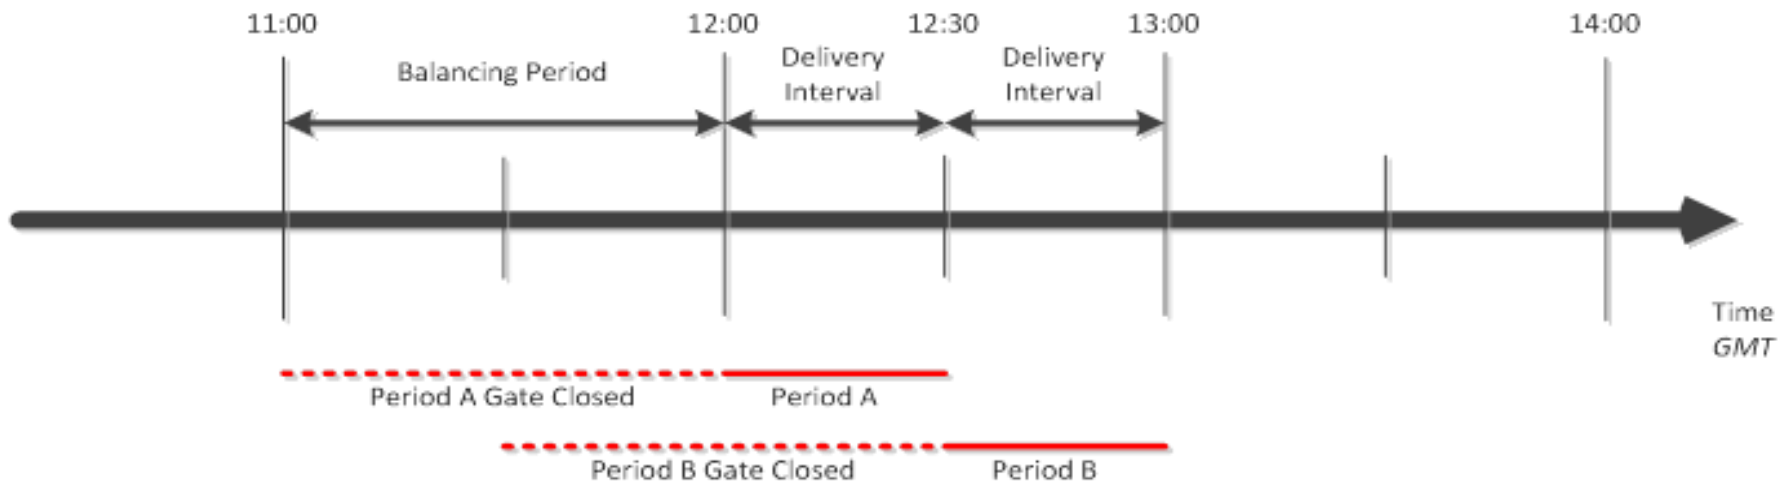 11:00
12:00
12:30
13:00
14:00
Balancing Period
Delivery
Interval
Delivery
Interval
Time
GMT
Period A Gate Closed
Period A
Period B Gate Closed
Period B